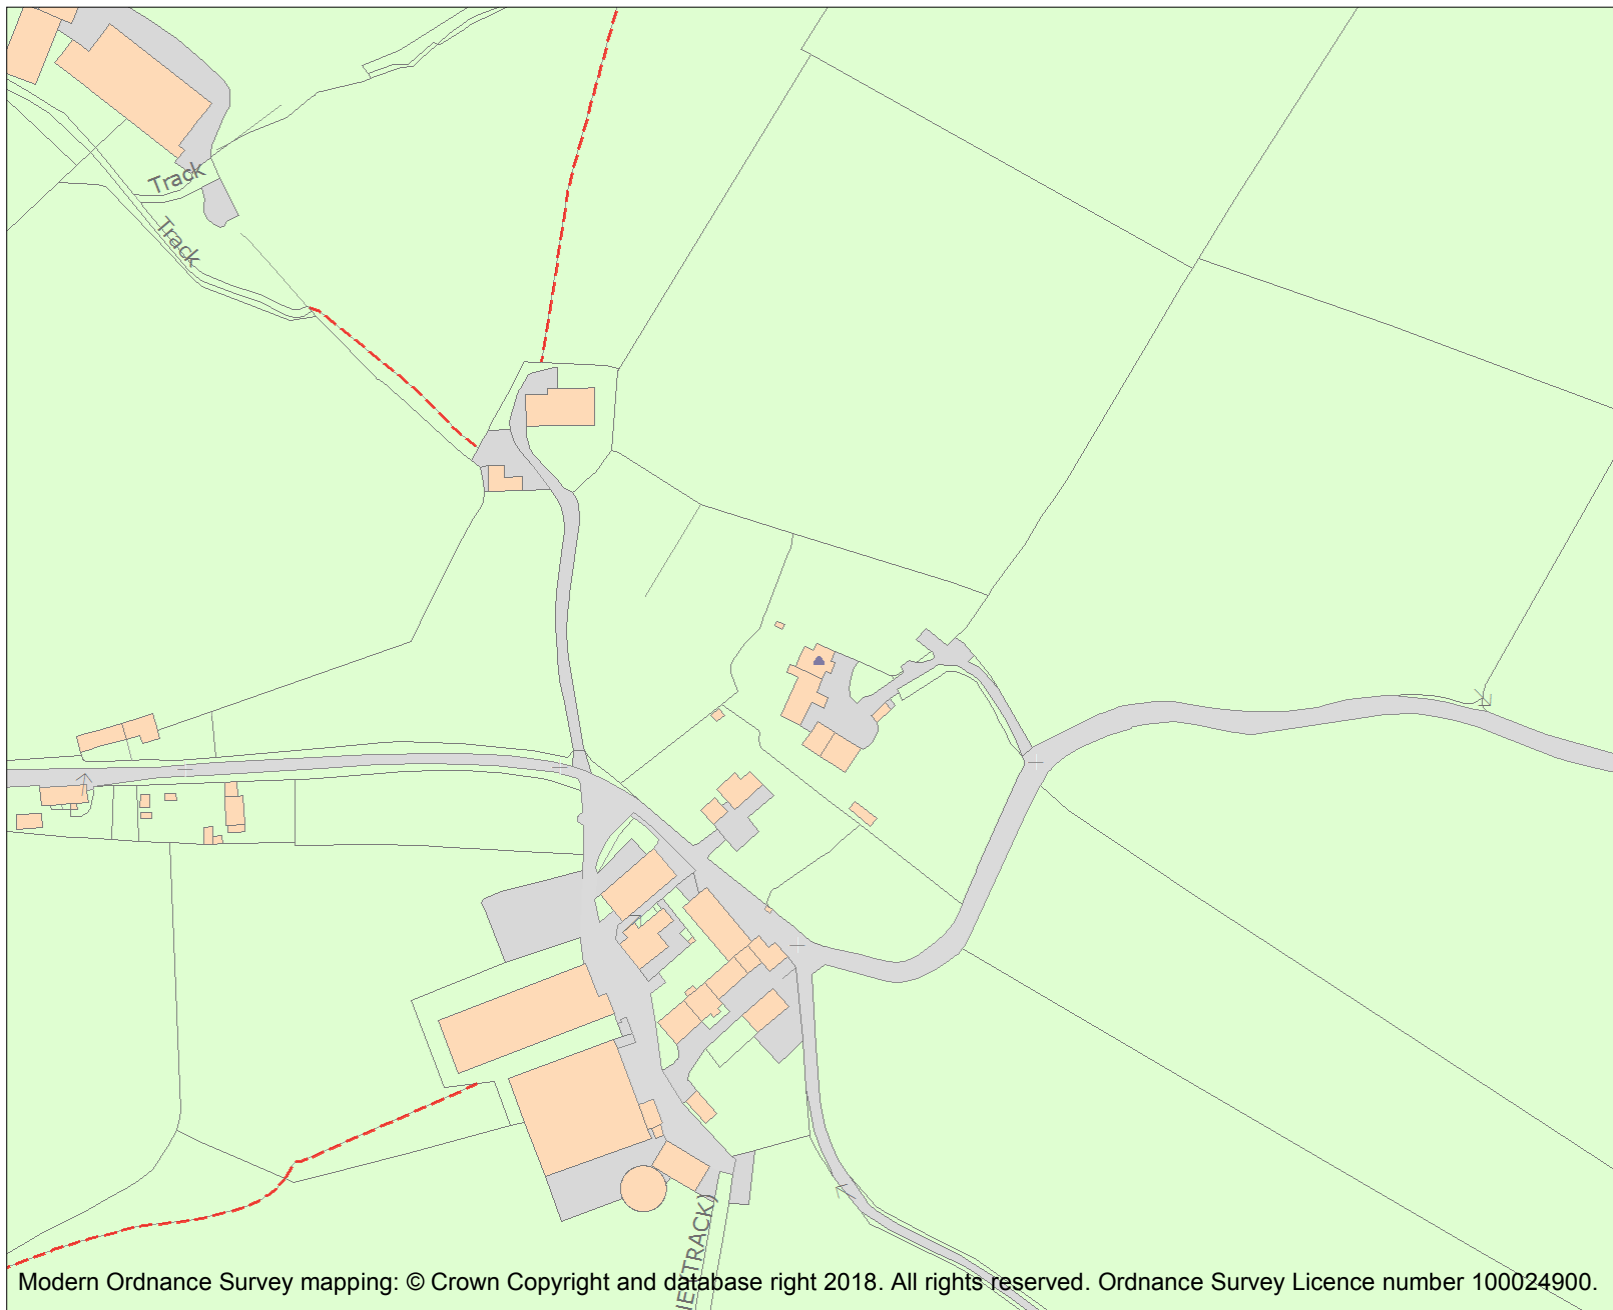 Track
Track
(TRACK)
Modern Ordnance Survey mapping: © Crown Copyright and database right 2018. All rights reserved. Ordnance Survey Licence number 100024900.